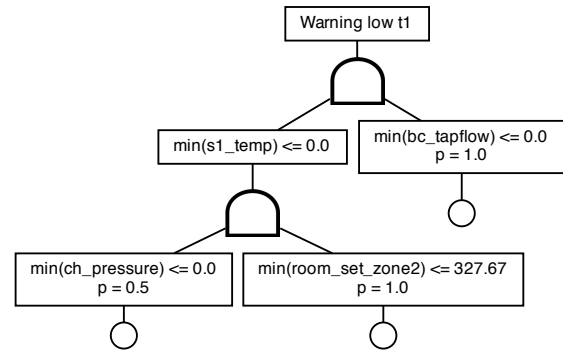 Warning low t1
min(s1_temp) <= 0.0
min(bc_tapflow) <= 0.0
p = 1.0
min(ch_pressure) <= 0.0
p = 0.5
min(room_set_zone2) <= 327.67
p = 1.0